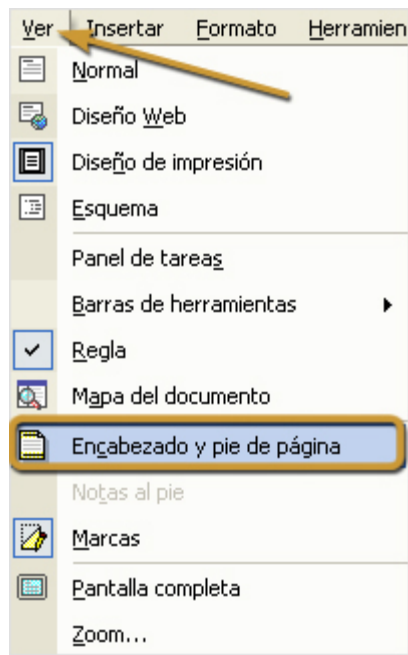 Ver Insertar Formato Herramien
Normal
Diseño Web
Diseño de impresión
Esquema
Panel de tareas
Barras de herramientas
Regla
Mapa del documento
Encabezado y pie de página
Notas al pie
Marcas
Pantalla completa
Zoom...